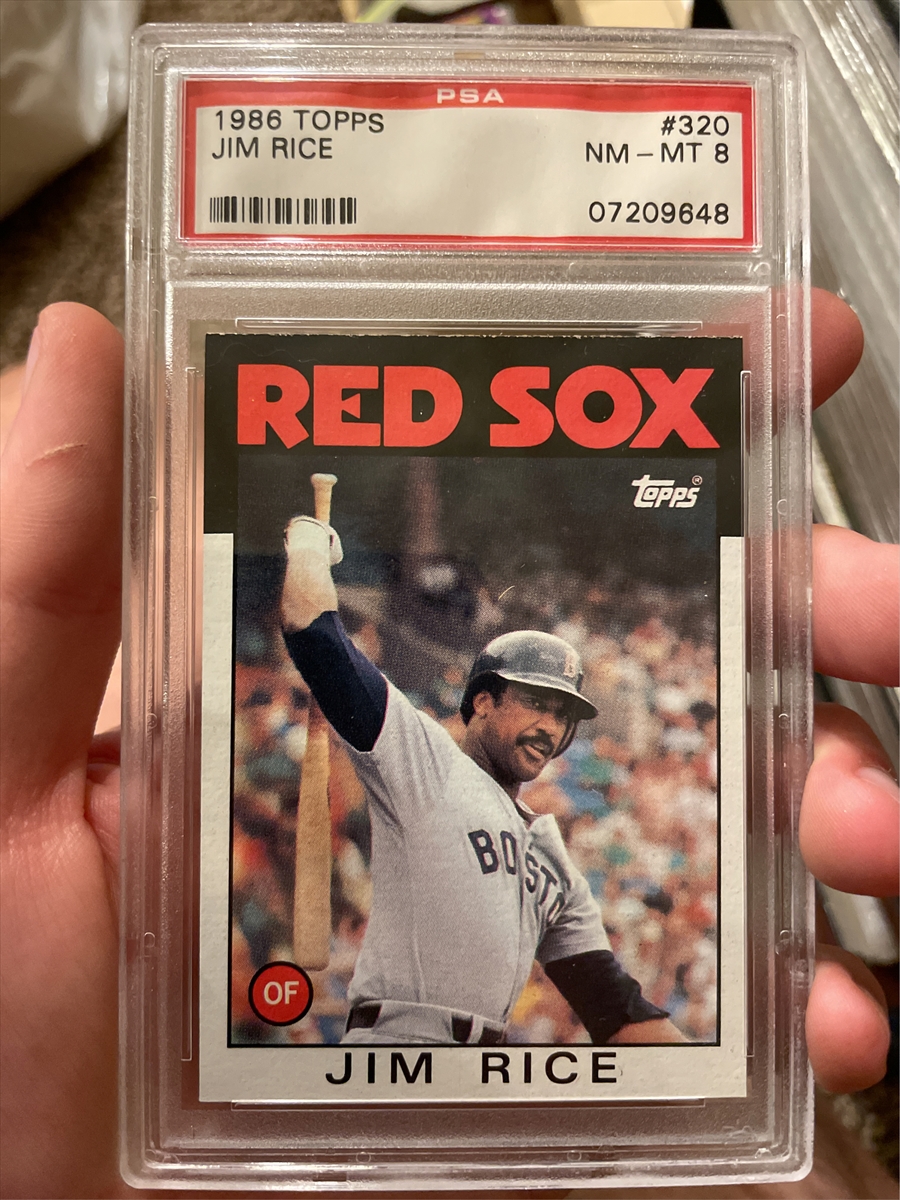 PSA
1986 TOPPS #320
JIM RICE NM-MT 8
07209648
RED SOX
topps®
BOSTON
OF
JIM RICE